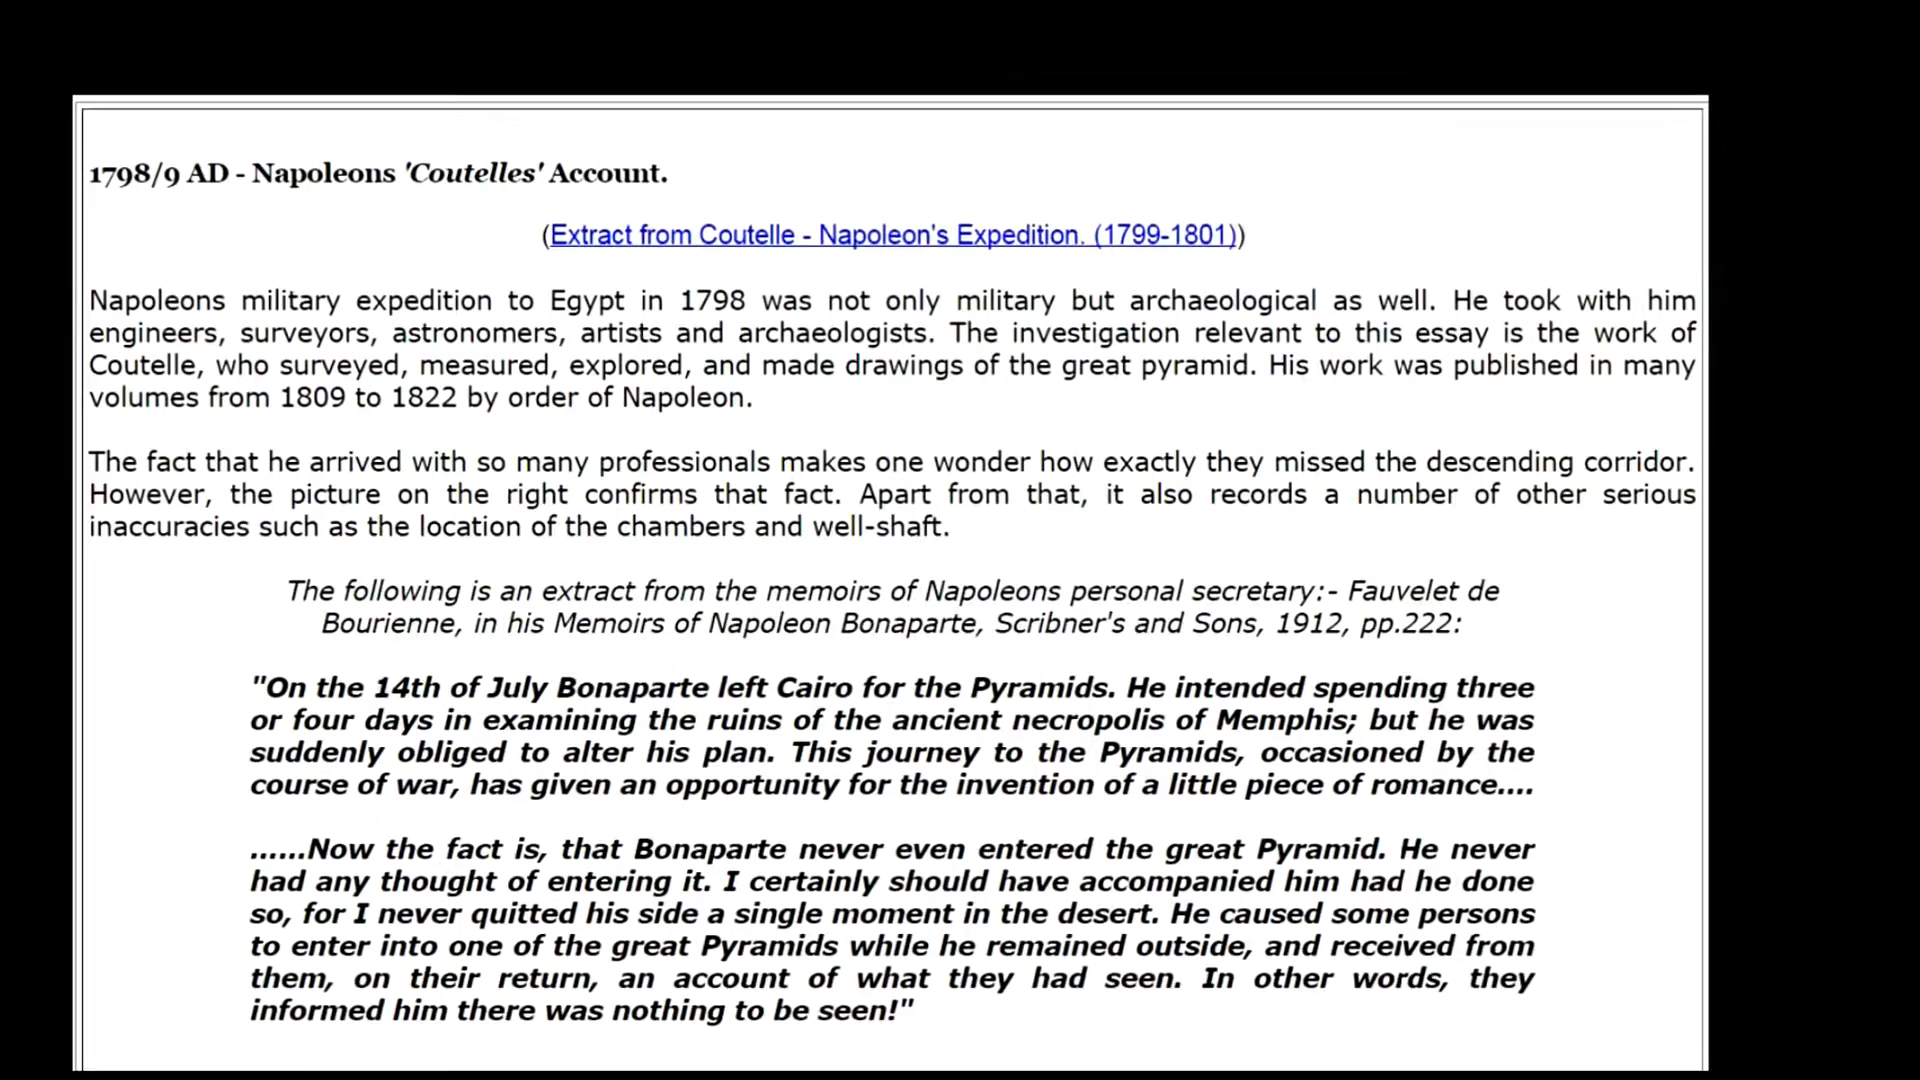 1798/9 AD - Napoleons 'Coutelles' Account.
(Extract from Coutelle - Napoleon's Expedition. (1799-1801))
Napoleons military expedition to Egypt in 1798 was not only military but archaeological as well. He took with him
engineers, surveyors, astronomers, artists and archaeologists. The investigation relevant to this essay is the work of
Coutelle, who surveyed, measured, explored, and made drawings of the great pyramid. His work was published in many
volumes from 1809 to 1822 by order of Napoleon.
The fact that he arrived with so many professionals makes one wonder how exactly they missed the descending corridor.
However, the picture on the right confirms that fact. Apart from that, it also records a number of other serious
inaccuracies such as the location of the chambers and well-shaft.
The following is an extract from the memoirs of Napoleons personal secretary:- Fauvelet de
Bourienne, in his Memoirs of Napoleon Bonaparte, Scribner's and Sons, 1912, pp.222:
"On the 14th of July Bonaparte left Cairo for the Pyramids. He intended spending three
or four days in examining the ruins of the ancient necropolis of Memphis; but he was
suddenly obliged to alter his plan. This journey to the Pyramids, occasioned by the
course of war, has given an opportunity for the invention of a little piece of romance....
......Now the fact is, that Bonaparte never even entered the great Pyramid. He never
had any thought of entering it. I certainly should have accompanied him had he done
so, for I never quitted his side a single moment in the desert. He caused some persons
to enter into one of the great Pyramids while he remained outside, and received from
them, on their return, an account of what they had seen. In other words, they
informed him there was nothing to be seen!"